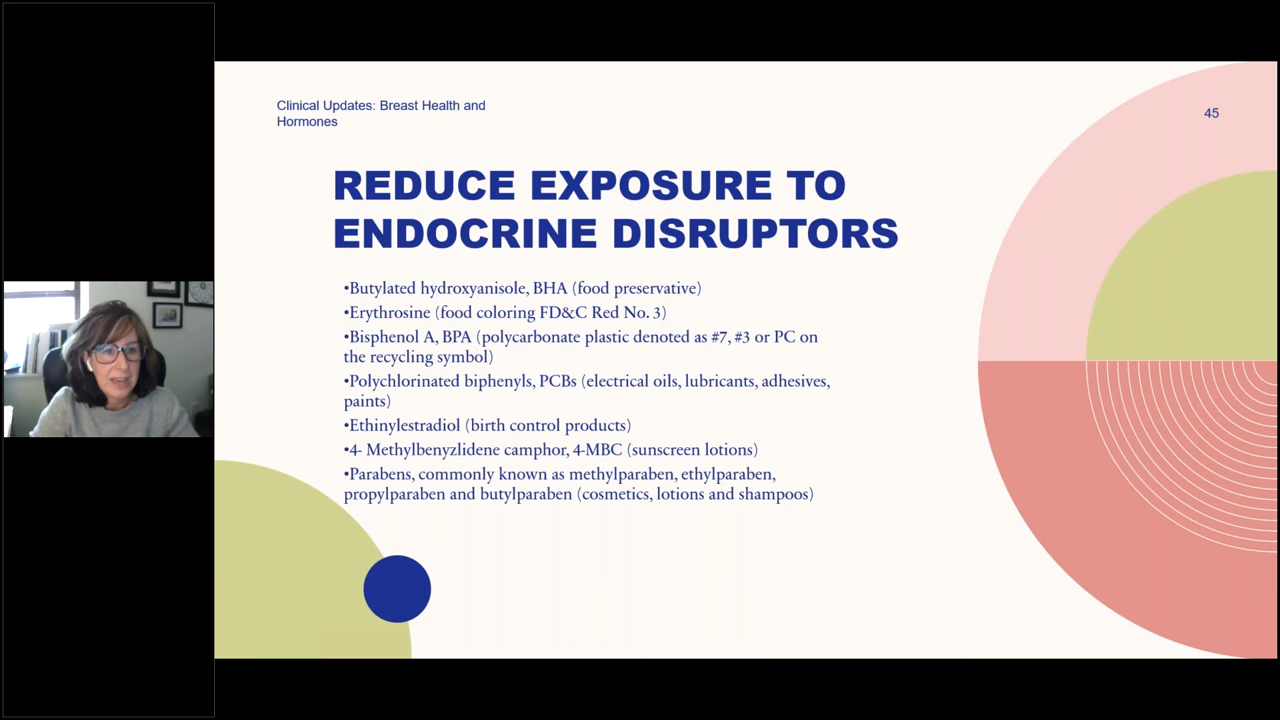 Clinical Updates: Breast Health and
Hormones
45
REDUCE EXPOSURE TO
ENDOCRINE DISRUPTORS
•Butylated hydroxyanisole, BHA (food preservative)
•Erythrosine (food coloring FD&C Red No. 3)
•Bisphenol A, BPA (polycarbonate plastic denoted as #7, #3 or PC on
the recycling symbol)
•Polychlorinated biphenyls, PCBs (electrical oils, lubricants, adhesives,
paints)
•Ethinylestradiol (birth control products)
•4- Methylbenyzlidene camphor, 4-MBC (sunscreen lotions)
•Parabens, commonly known as methylparaben, ethylparaben,
propylparaben and butylparaben (cosmetics, lotions and shampoos)